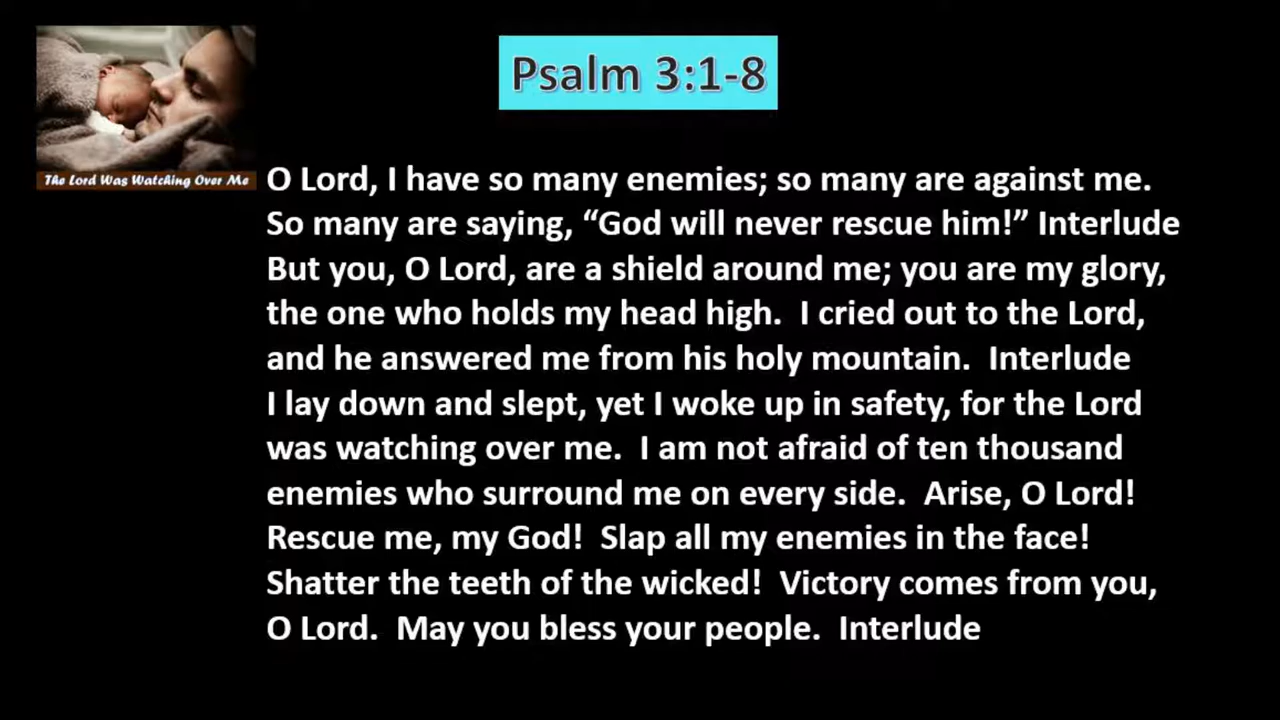 Psalm 3:1-8
The Lord Was Watching Over Me
O Lord, I have so many enemies; so many are against me.
So many are saying, “God will never rescue him!” Interlude
But you, O Lord, are a shield around me; you are my glory,
the one who holds my head high.  I cried out to the Lord,
and he answered me from his holy mountain.  Interlude
I lay down and slept, yet I woke up in safety, for the Lord
was watching over me.  I am not afraid of ten thousand
enemies who surround me on every side.  Arise, O Lord!
Rescue me, my God!  Slap all my enemies in the face!
Shatter the teeth of the wicked!  Victory comes from you,
O Lord.  May you bless your people.  Interlude